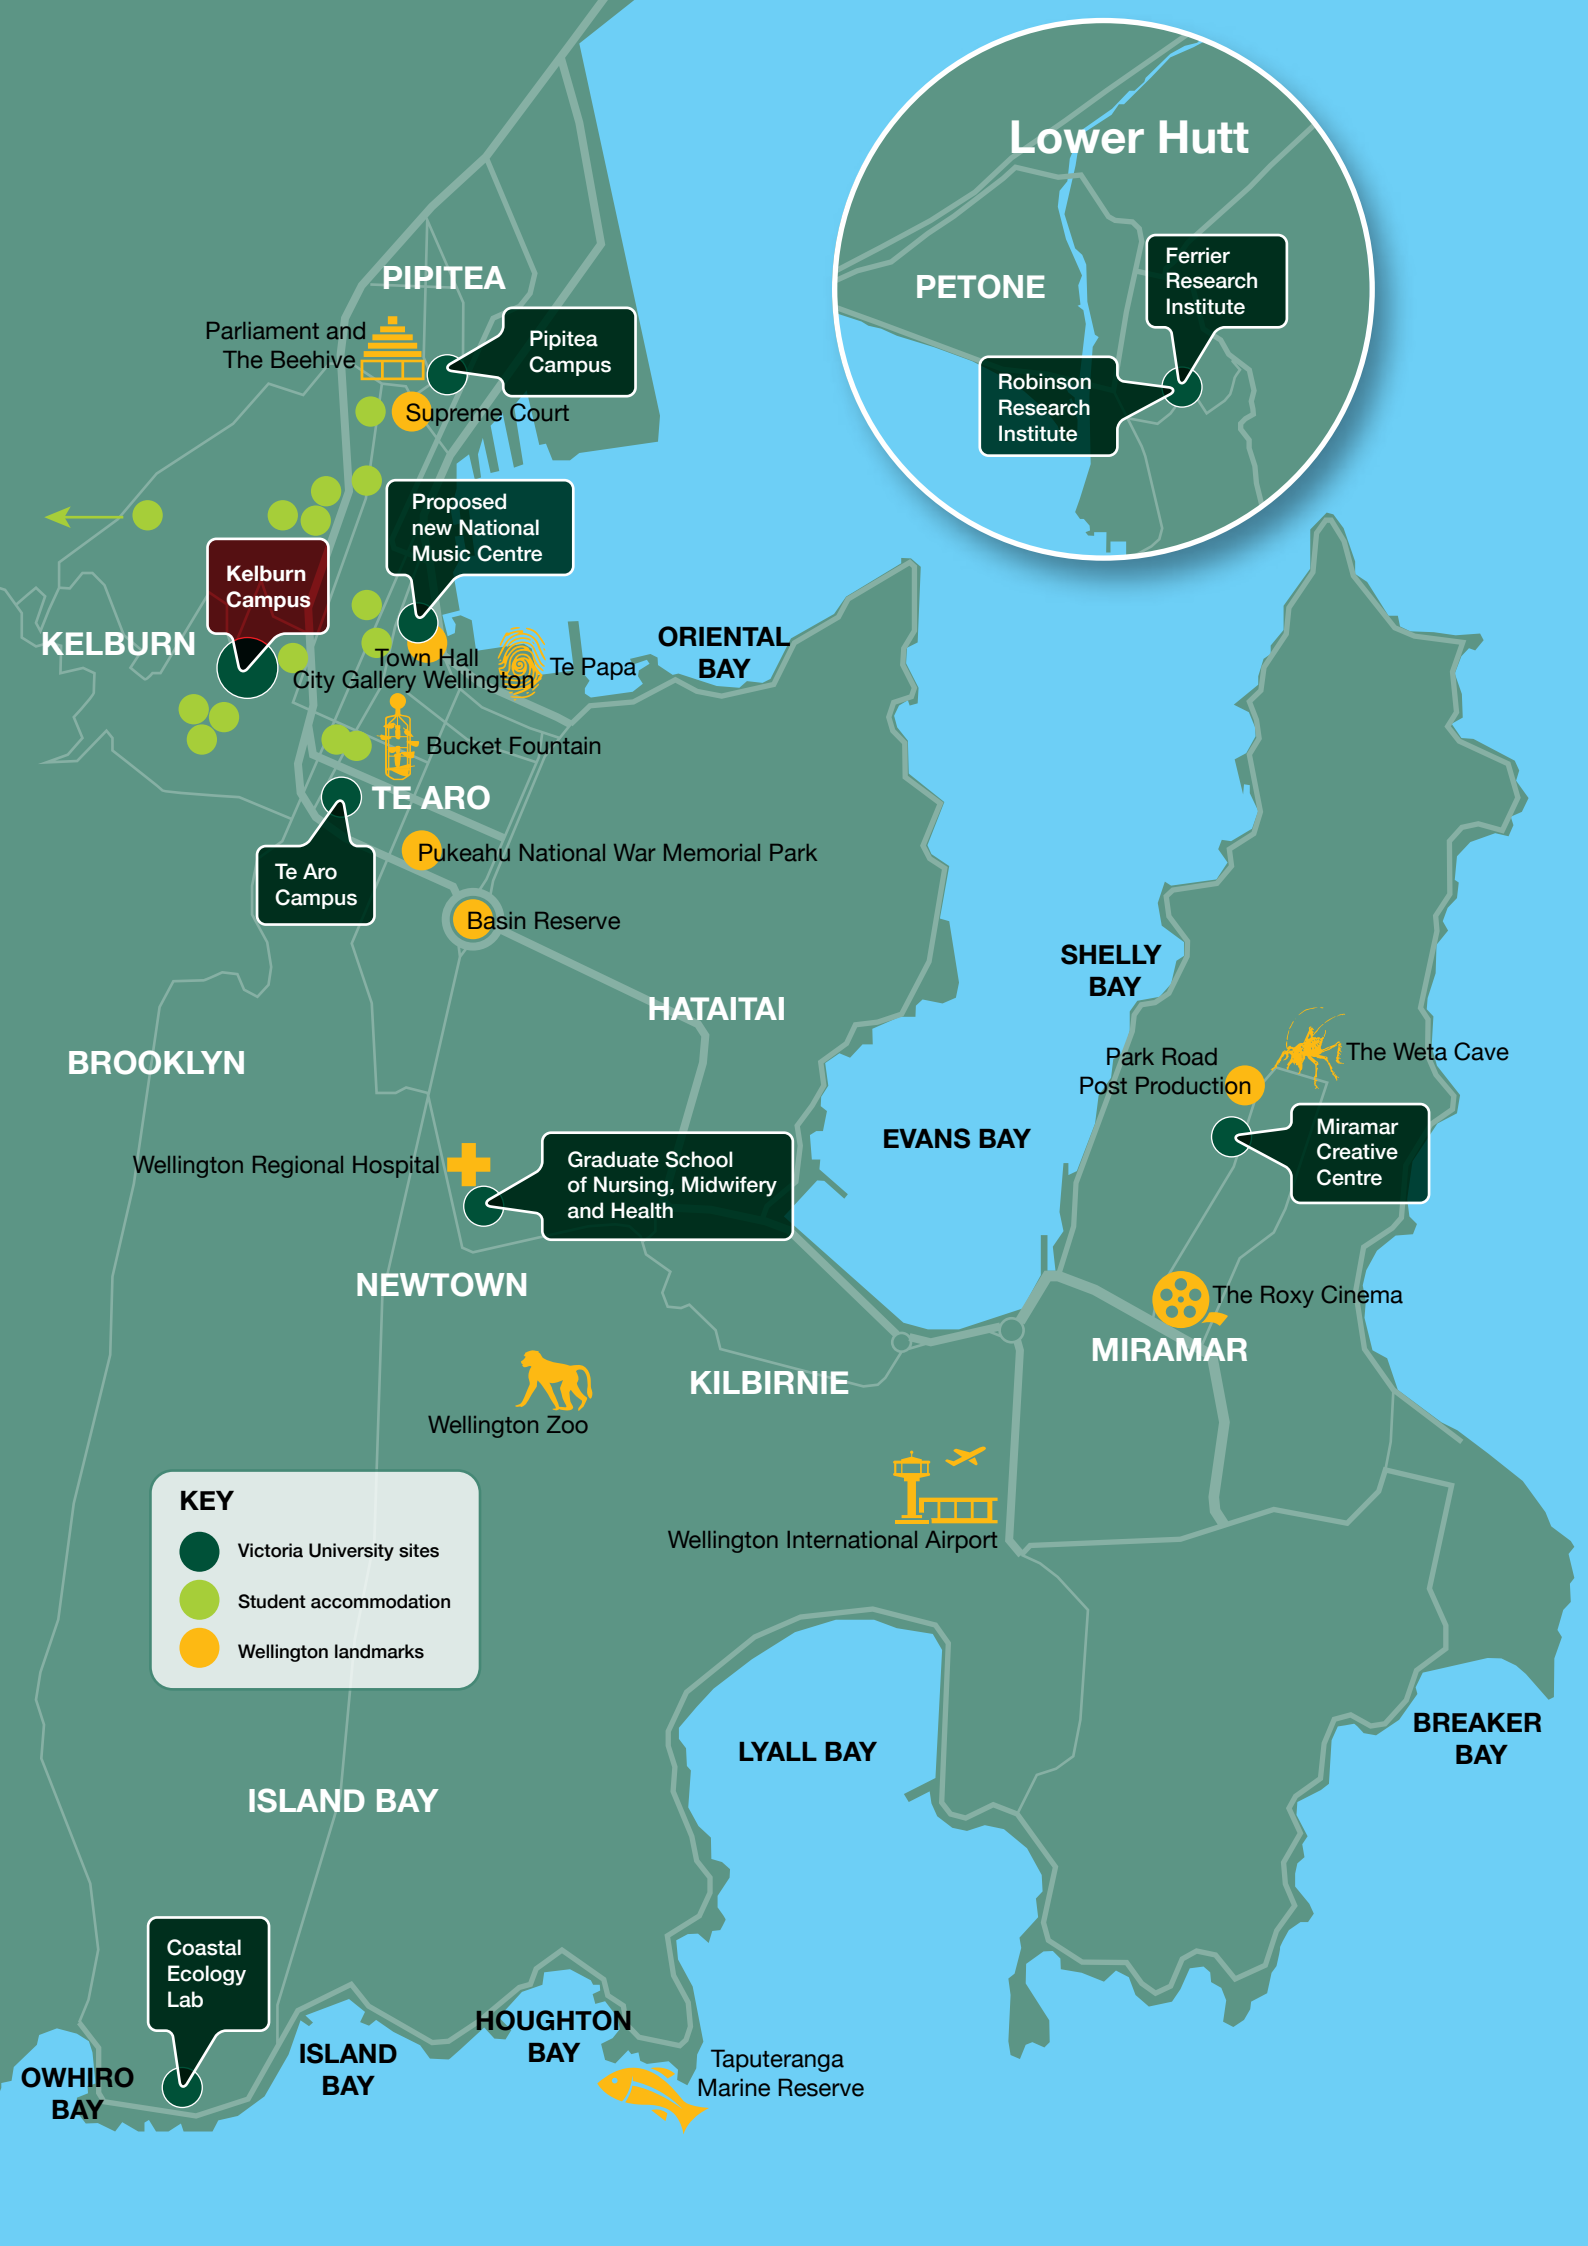 Lower Hutt
Ferrier
Research
Institute
PETONE
Robinson
Research
Institute
PIPITEA
Parliament and
The Beehive
Pipitea
Campus
Supreme Court
Proposed
new National
Music Centre
Kelburn
Campus
KELBURN
Town Hall
City Gallery Wellington
Te Papa
ORIENTAL
BAY
Bucket Fountain
TE ARO
Te Aro
Campus
Pukeahu National War Memorial Park
Basin Reserve
SHELLY
BAY
HATAITAI
BROOKLYN
Park Road
Post Production
The Weta Cave
EVANS BAY
Miramar
Creative
Centre
Wellington Regional Hospital
Graduate School
of Nursing, Midwifery
and Health
NEWTOWN
The Roxy Cinema
MIRAMAR
KILBIRNIE
Wellington Zoo
Wellington International Airport
KEY
Victoria University sites
Student accommodation
Wellington landmarks
BREAKER
BAY
LYALL BAY
ISLAND BAY
Coastal
Ecology
Lab
HOUGHTON
BAY
ISLAND
BAY
OWHIRO
BAY
Taputeranga
Marine Reserve